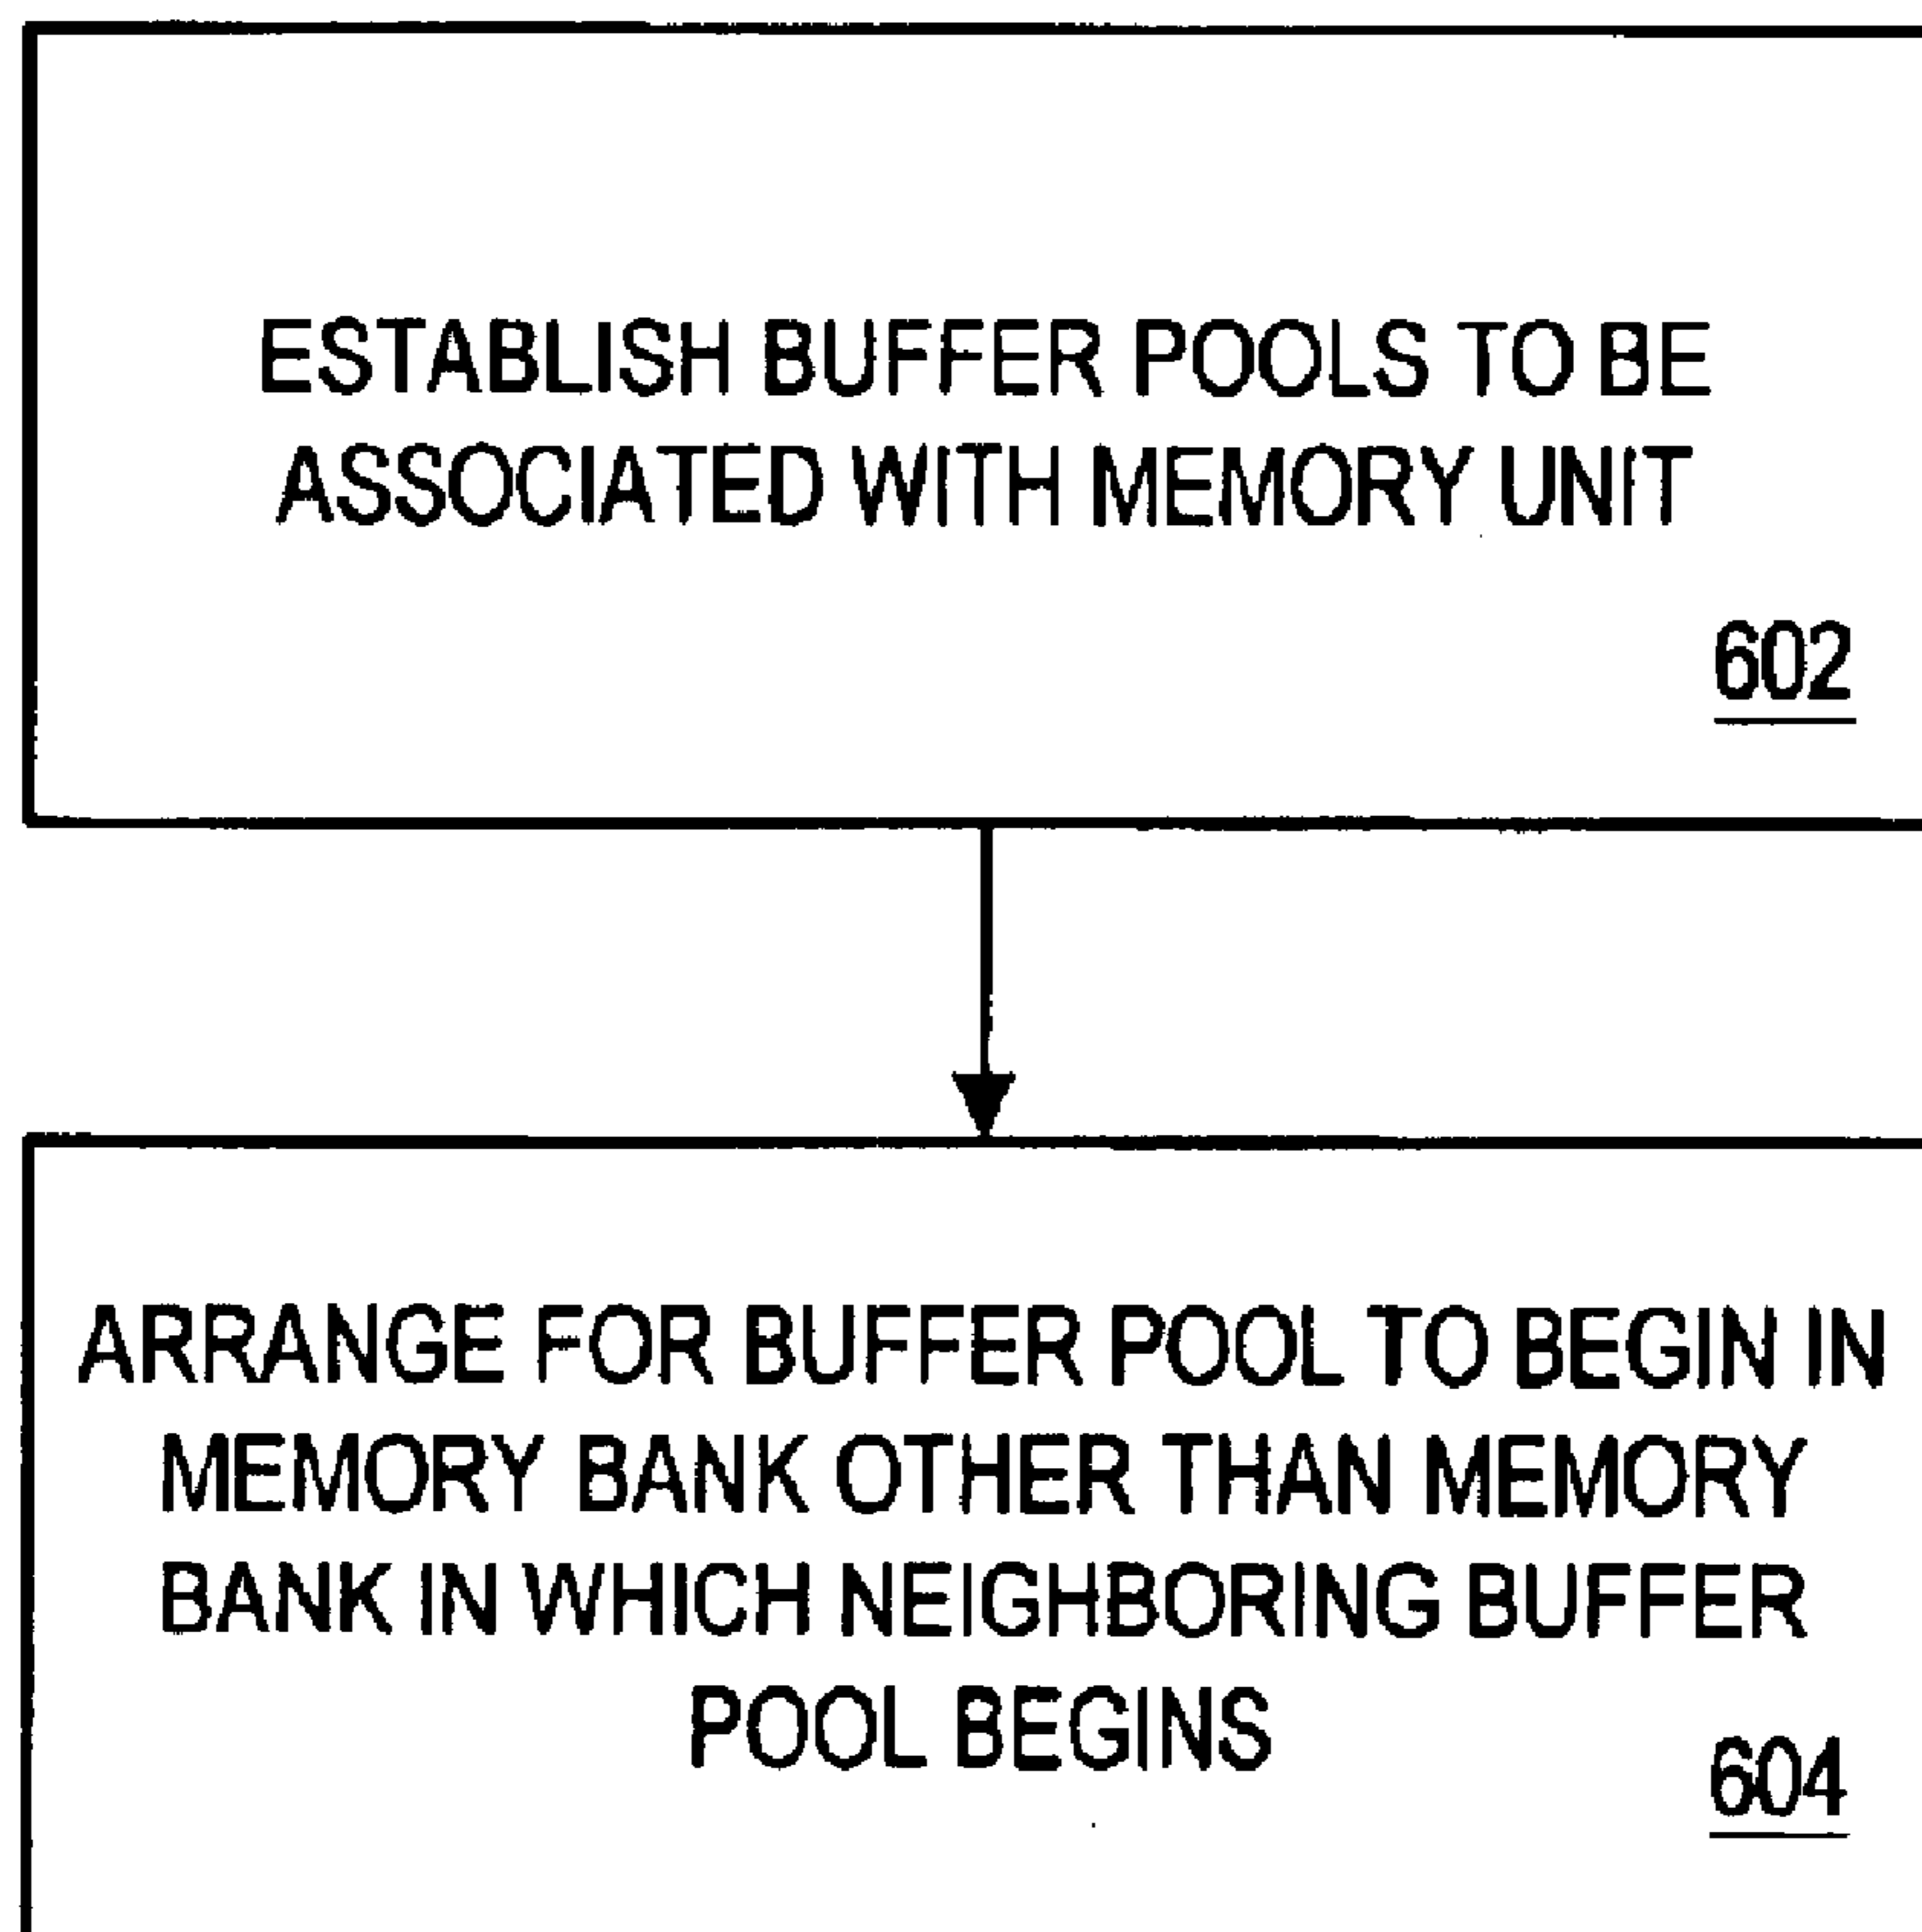 ESTABLISH BUFFER POOLS TO BE
ASSOCIATED WITH MEMORY UNIT
602
ARRANGE FOR BUFFER POOL TO BEGIN IN
MEMORY BANK OTHER THAN MEMORY
BANK IN WHICH NEIGHBORING BUFFER
POOL BEGINS
604